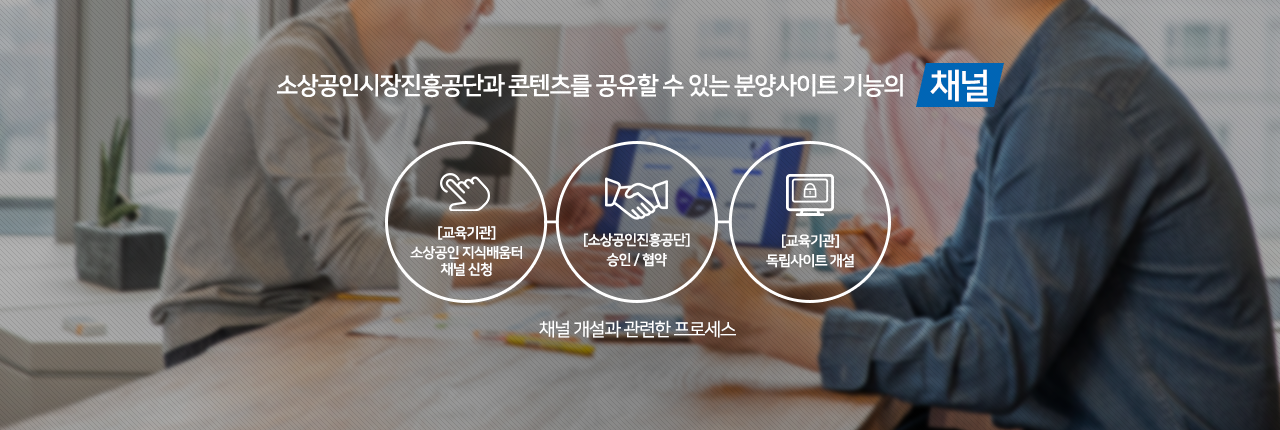 소상공인시장진흥공단과 콘텐츠를 공유할 수 있는 분양사이트 기능의 채널
[교육기관]
소상공인 지식배움터
채널 신청
[소상공인진흥공단]
승인 / 협약
[교육기관]
독립사이트 개설
채널 개설과 관련한 프로세스